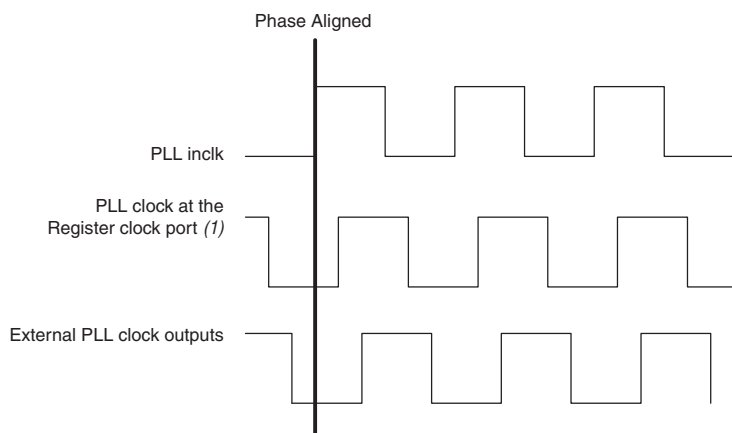 Phase Aligned
PLL inclk
PLL clock at the
Register clock port (1)
External PLL clock outputs